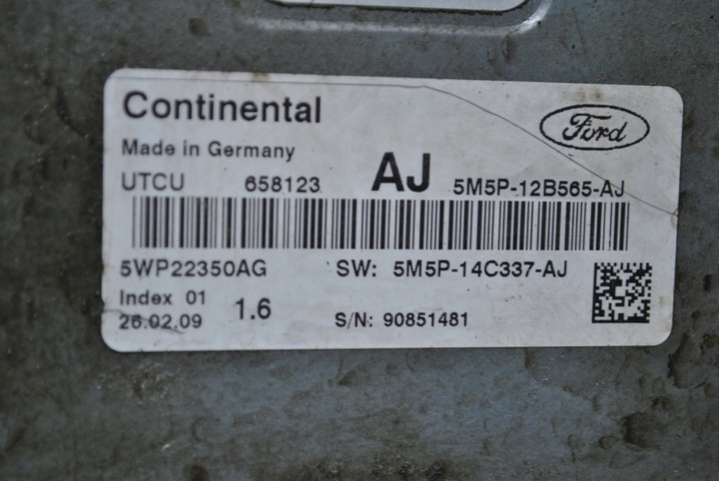 Continental
Ford
Made in Germany
UTCU 658123 AJ 5M5P-12B565-AJ
5WP22350AG SW: 5M5P-14C337-AJ
Index 01
26.02.09 1.6 S/N: 90851481